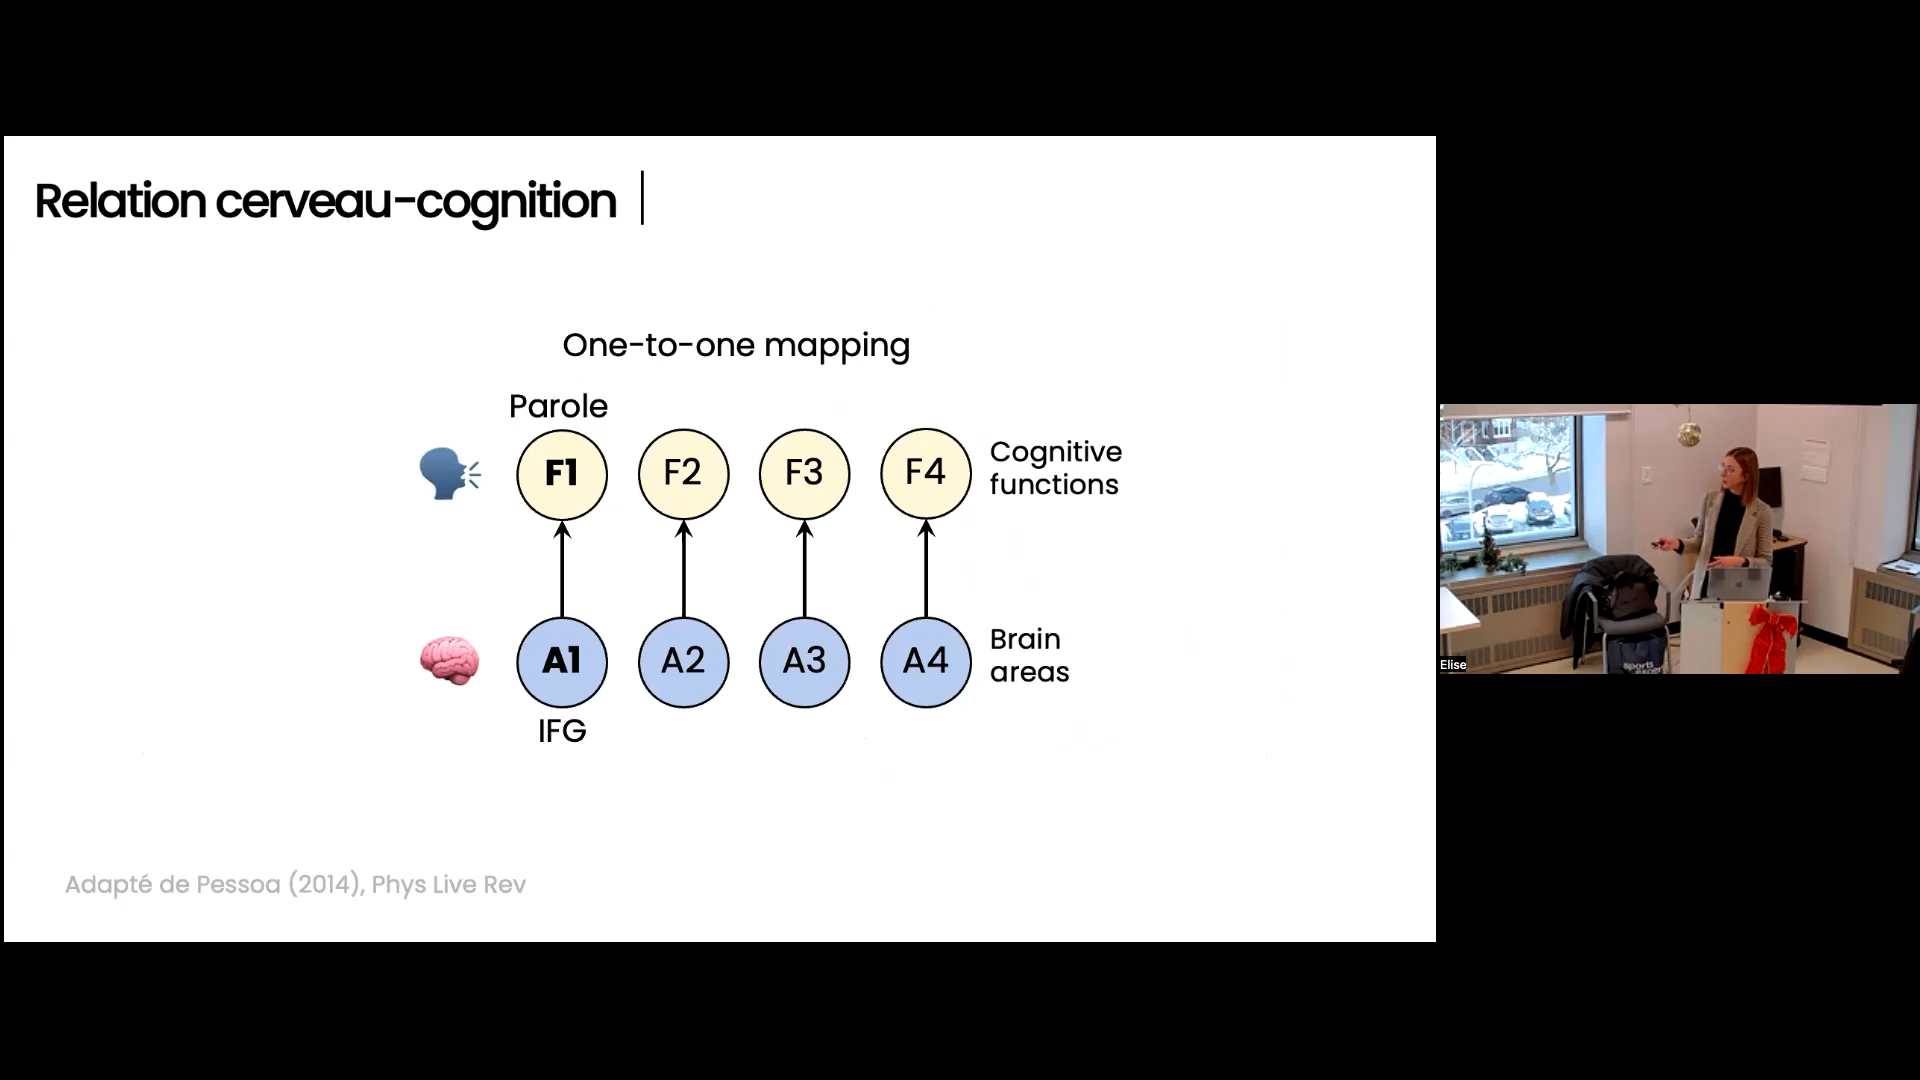 Relation cerveau-cognition
One-to-one mapping
Parole
F1 F2 F3 F4
Cognitive
functions
A1 A2 A3 A4
Brain
areas
IFG
Adapté de Pessoa (2014), Phys Live Rev
Elise
sports